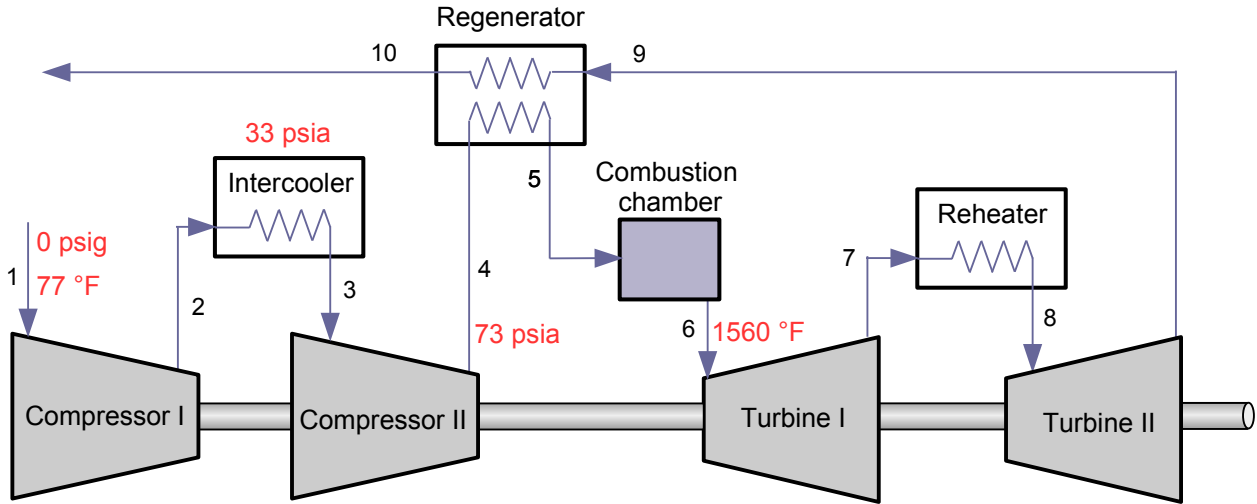 Regenerator
10
9
33 psia
Intercooler
5
Combustion
chamber
Reheater
0 psig
1
77 °F
2
3
4
73 psia
6
1560 °F
7
8
Compressor I
Compressor II
Turbine I
Turbine II